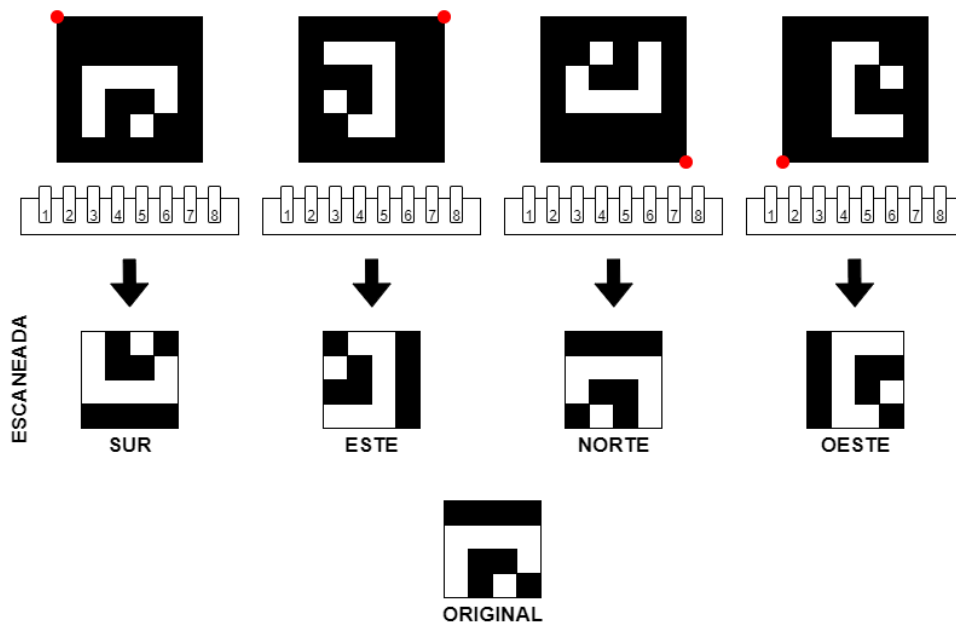 1 2 3 4 5 6 7 8 1 2 3 4 5 6 7 8 1 2 3 4 5 6 7 8 1 2 3 4 5 6 7 8
ESCANEADA
SUR ESTE NORTE OESTE
ORIGINAL